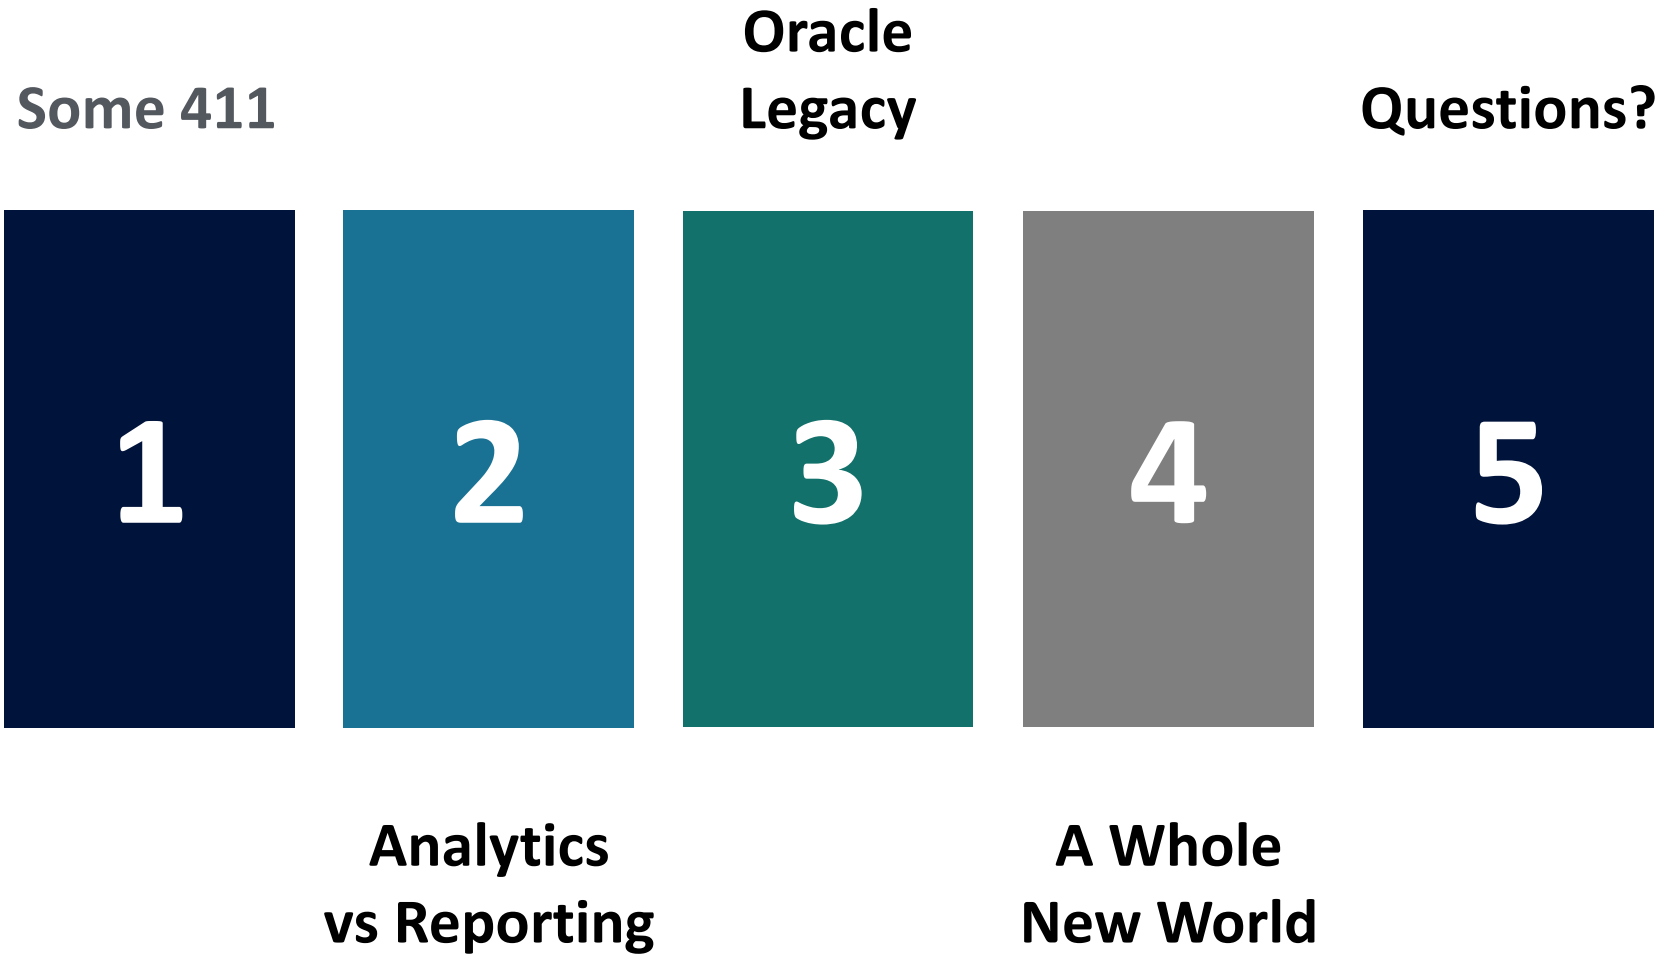 Some 411
Oracle
Legacy
Questions?
1
2
3
4
5
Analytics
vs Reporting
A Whole
New World